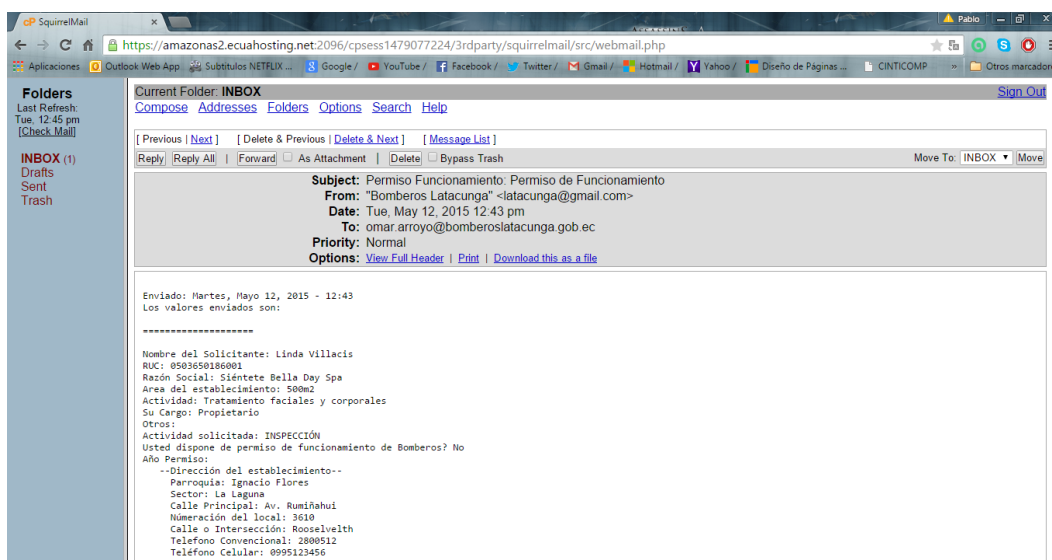 SquirrelMail
Pablo
https://amazonas2.ecuahosting.net:2096/cpsess1479077224/3rdparty/squirrelmail/src/webmail.php
Aplicaciones Outlook Web App Subtitulos NETFLIX ... Google / YouTube / Facebook / Twitter / Gmail / Hotmail / Yahoo / Diseño de Páginas ... CINTICOMP » Otros marcador
Folders
Last Refresh:
Tue, 12:45 pm
[Check Mail]
INBOX (1)
Drafts
Sent
Trash
Current Folder: INBOX Sign Out
Compose Addresses Folders Options Search Help
[ Previous | Next ] [ Delete & Previous | Delete & Next ] [ Message List ]
Reply Reply All | Forward As Attachment | Delete Bypass Trash Move To: INBOX Move
Subject: Permiso Funcionamiento: Permiso de Funcionamiento
From: "Bomberos Latacunga" <latacunga@gmail.com>
Date: Tue, May 12, 2015 12:43 pm
To: omar.arroyo@bomberoslatacunga.gob.ec
Priority: Normal
Options: View Full Header | Print | Download this as a file
Enviado: Martes, Mayo 12, 2015 - 12:43
Los valores enviados son:
====================
Nombre del Solicitante: Linda Villacis
RUC: 0503650186001
Razón Social: Siéntete Bella Day Spa
Area del establecimiento: 500m2
Actividad: Tratamiento faciales y corporales
Su Cargo: Propietario
Otros:
Actividad solicitada: INSPECCIÓN
Usted dispone de permiso de funcionamiento de Bomberos? No
Año Permiso:
--Dirección del establecimiento--
Parroquia: Ignacio Flores
Sector: La Laguna
Calle Principal: Av. Rumiñahui
Númeración del local: 3610
Calle o Intersección: Rooselvelth
Telefono Convencional: 2800512
Teléfono Celular: 0995123456